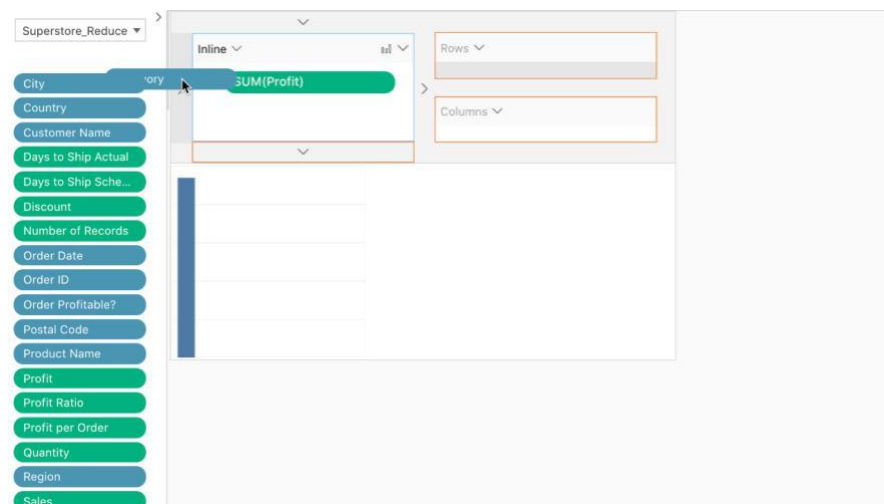 Superstore_Reduce
Inline
Rows
City
ory
SUM(Profit)
Country
Columns
Customer Name
Days to Ship Actual
Days to Ship Sche...
Discount
Number of Records
Order Date
Order ID
Order Profitable?
Postal Code
Product Name
Profit
Profit Ratio
Profit per Order
Quantity
Region
Sales